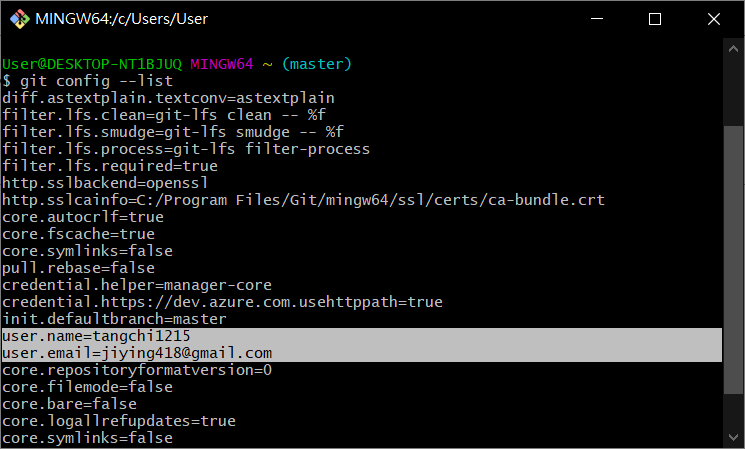 MINGW64:/c/Users/User
User@DESKTOP-NT1BJUQ MINGW64 ~ (master)
$ git config --list
diff.astextplain.textconv=astextplain
filter.lfs.clean=git-lfs clean -- %f
filter.lfs.smudge=git-lfs smudge -- %f
filter.lfs.process=git-lfs filter-process
filter.lfs.required=true
http.sslbackend=openssl
http.sslcainfo=C:/Program Files/Git/mingw64/ssl/certs/ca-bundle.crt
core.autocrlf=true
core.fscache=true
core.symlinks=false
pull.rebase=false
credential.helper=manager-core
credential.https://dev.azure.com.usehttppath=true
init.defaultbranch=master
user.name=tangchi1215
user.email=jiying418@gmail.com
core.repositoryformatversion=0
core.filemode=false
core.bare=false
core.logallrefupdates=true
core.symlinks=false